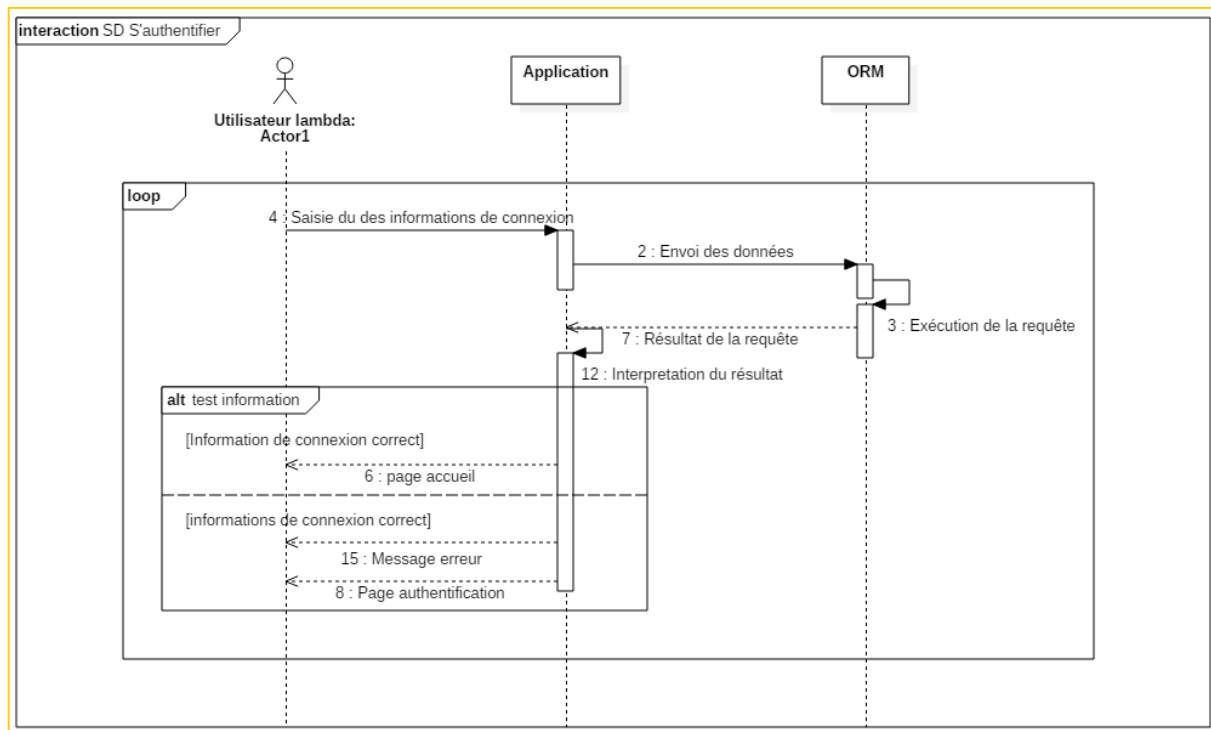 interaction SD S'authentifier
Application
ORM
Utilisateur lambda:
Actor1
loop
4 : Saisie du des informations de connexion
2 : Envoi des données
3 : Exécution de la requête
7 : Résultat de la requête
12 : Interpretation du résultat
alt test information
[Information de connexion correct]
6 : page accueil
[informations de connexion correct]
15 : Message erreur
8 : Page authentification